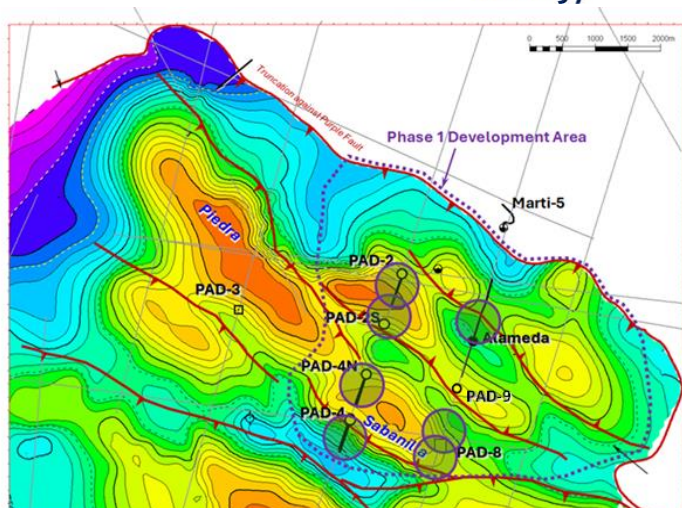 0 500 1000 1500 2000m
Truncation against Purple Fault
Phase 1 Development Area
Marti-5
Piedra
PAD-2
PAD-3
PAD-2S
Alameda
PAD-4N
PAD-9
PAD-4
Sabanilla
PAD-8